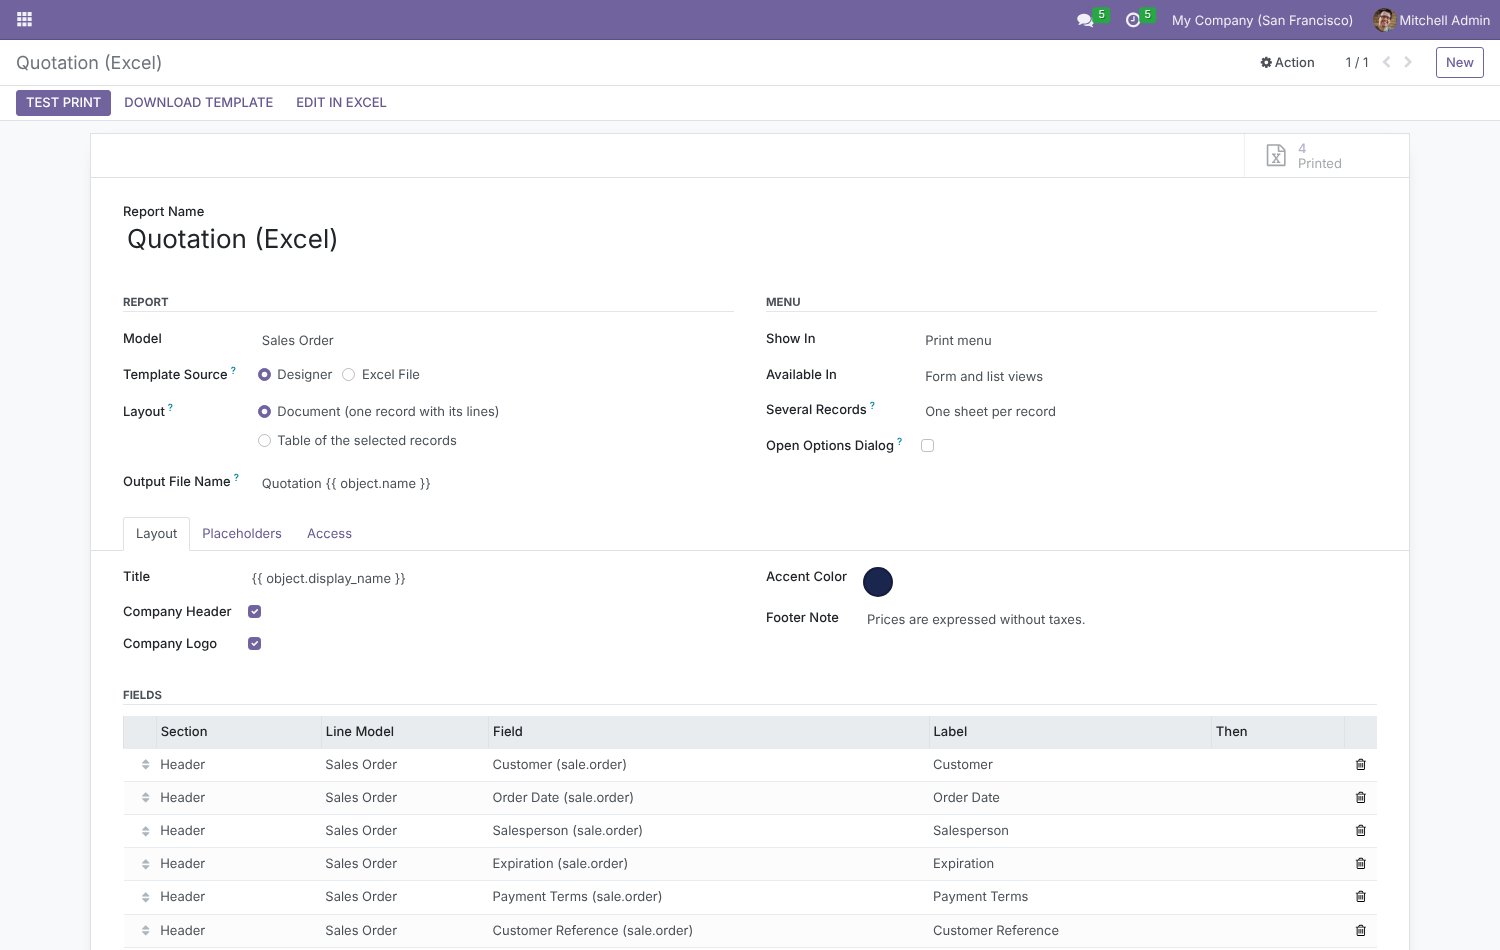 5
5
My Company (San Francisco)
Mitchell Admin
Quotation (Excel)
Action
1 / 1
New
TEST PRINT
DOWNLOAD TEMPLATE
EDIT IN EXCEL
4
Printed
Report Name
Quotation (Excel)
REPORT
Model
Sales Order
Template Source ?
Designer
Excel File
Layout ?
Document (one record with its lines)
Table of the selected records
Output File Name ?
Quotation {{ object.name }}
MENU
Show In
Print menu
Available In
Form and list views
Several Records ?
One sheet per record
Open Options Dialog ?
Layout
Placeholders
Access
Title
{{ object.display_name }}
Company Header
Company Logo
Accent Color
Footer Note
Prices are expressed without taxes.
FIELDS
Section Line Model Field Label Then
Header Sales Order Customer (sale.order) Customer
Header Sales Order Order Date (sale.order) Order Date
Header Sales Order Salesperson (sale.order) Salesperson
Header Sales Order Expiration (sale.order) Expiration
Header Sales Order Payment Terms (sale.order) Payment Terms
Header Sales Order Customer Reference (sale.order) Customer Reference